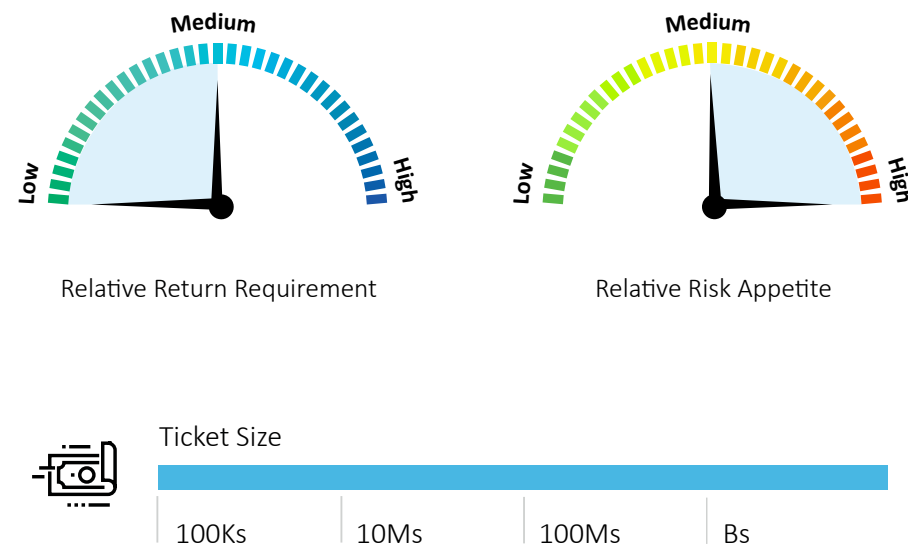 Medium
Low
High
Relative Return Requirement
Medium
Low
High
Relative Risk Appetite
Ticket Size
100Ks
10Ms
100Ms
Bs